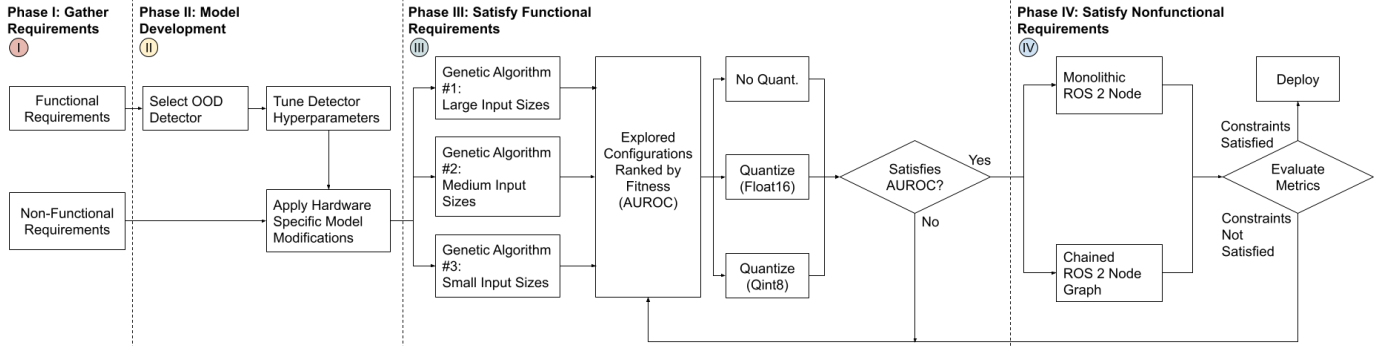 Phase I: Gather
Requirements
I
Functional
Requirements
Non-Functional
Requirements
Phase II: Model
Development
II
Select OOD
Detector
Tune Detector
Hyperparameters
Apply Hardware
Specific Model
Modifications
Phase III: Satisfy Functional
Requirements
III
Genetic Algorithm
#1:
Large Input Sizes
Genetic Algorithm
#2:
Medium Input
Sizes
Genetic Algorithm
#3:
Small Input Sizes
Explored
Configurations
Ranked by
Fitness
(AUROC)
No Quant.
Quantize
(Float16)
Quantize
(Qint8)
Satisfies
AUROC?
Yes
No
Phase IV: Satisfy Nonfunctional
Requirements
IV
Monolithic
ROS 2 Node
Chained
ROS 2 Node
Graph
Deploy
Constraints
Satisfied
Evaluate
Metrics
Constraints
Not
Satisfied